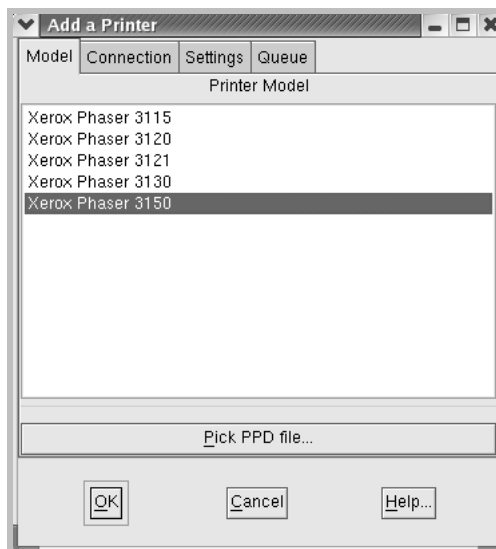 Add a Printer
Model Connection Settings Queue
Printer Model
Xerox Phaser 3115
Xerox Phaser 3120
Xerox Phaser 3121
Xerox Phaser 3130
Xerox Phaser 3150
Pick PPD file...
OK Cancel Help...